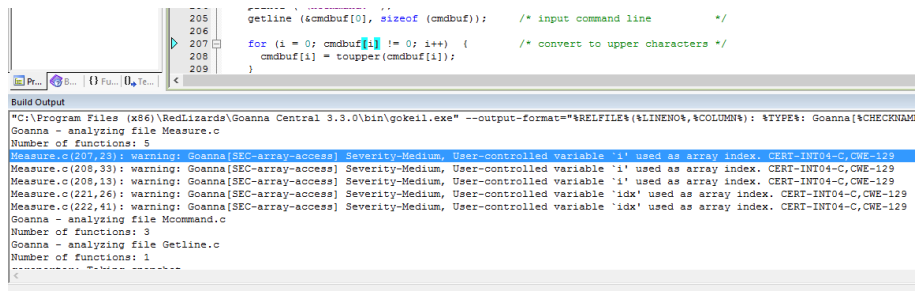 205 getline (&cmdbuf[0], sizeof (cmdbuf)); /* input command line */
206
207 for (i = 0; cmdbuf[i] != 0; i++) { /* convert to upper characters */
208 cmdbuf[i] = toupper(cmdbuf[i]);
209 }
Pr... B... {} Fu... 0 Te...
Build Output
"C:\Program Files (x86)\RedLizards\Goanna Central 3.3.0\bin\gokeil.exe" --output-format="%RELFILE%(%LINENO%,%COLUMN%): %TYPE%: Goanna[%CHECKNAM
Goanna - analyzing file Measure.c
Number of functions: 5
Measure.c(207,23): warning: Goanna[SEC-array-access] Severity-Medium, User-controlled variable `i' used as array index. CERT-INT04-C,CWE-129
Measure.c(208,33): warning: Goanna[SEC-array-access] Severity-Medium, User-controlled variable `i' used as array index. CERT-INT04-C,CWE-129
Measure.c(208,13): warning: Goanna[SEC-array-access] Severity-Medium, User-controlled variable `i' used as array index. CERT-INT04-C,CWE-129
Measure.c(221,26): warning: Goanna[SEC-array-access] Severity-Medium, User-controlled variable `idx' used as array index. CERT-INT04-C,CWE-129
Measure.c(222,41): warning: Goanna[SEC-array-access] Severity-Medium, User-controlled variable `idx' used as array index. CERT-INT04-C,CWE-129
Goanna - analyzing file Mcommand.c
Number of functions: 3
Goanna - analyzing file Getline.c
Number of functions: 1